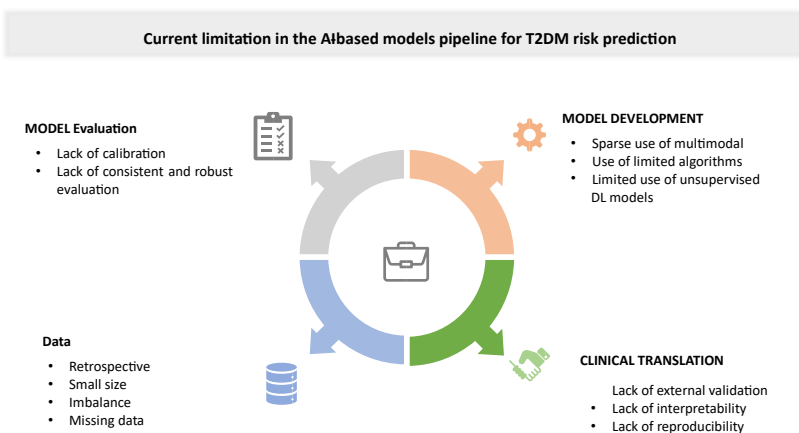 Current limitation in the AI-based models pipeline for T2DM risk prediction
MODEL Evaluation
• Lack of calibration
• Lack of consistent and robust
evaluation
MODEL DEVELOPMENT
• Sparse use of multimodal
• Use of limited algorithms
• Limited use of unsupervised
DL models
Data
• Retrospective
• Small size
• Imbalance
• Missing data
CLINICAL TRANSLATION
Lack of external validation
• Lack of interpretability
• Lack of reproducibility